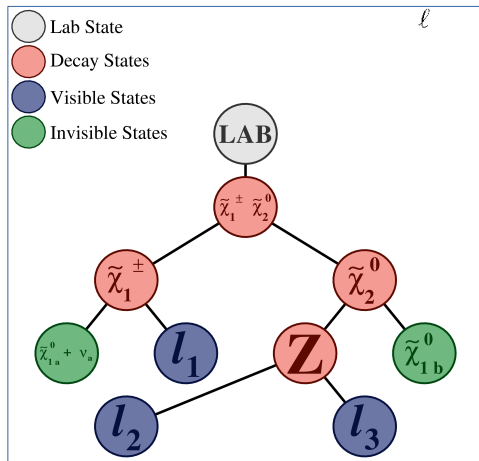 ℓ
Lab State
Decay States
Visible States
Invisible States
LAB
χ̃₁± χ̃₂⁰
χ̃₁±
χ̃₂⁰
χ̃⁰₁ₐ + νₐ
l₁
Z
χ̃⁰₁ b
l₂
l₃